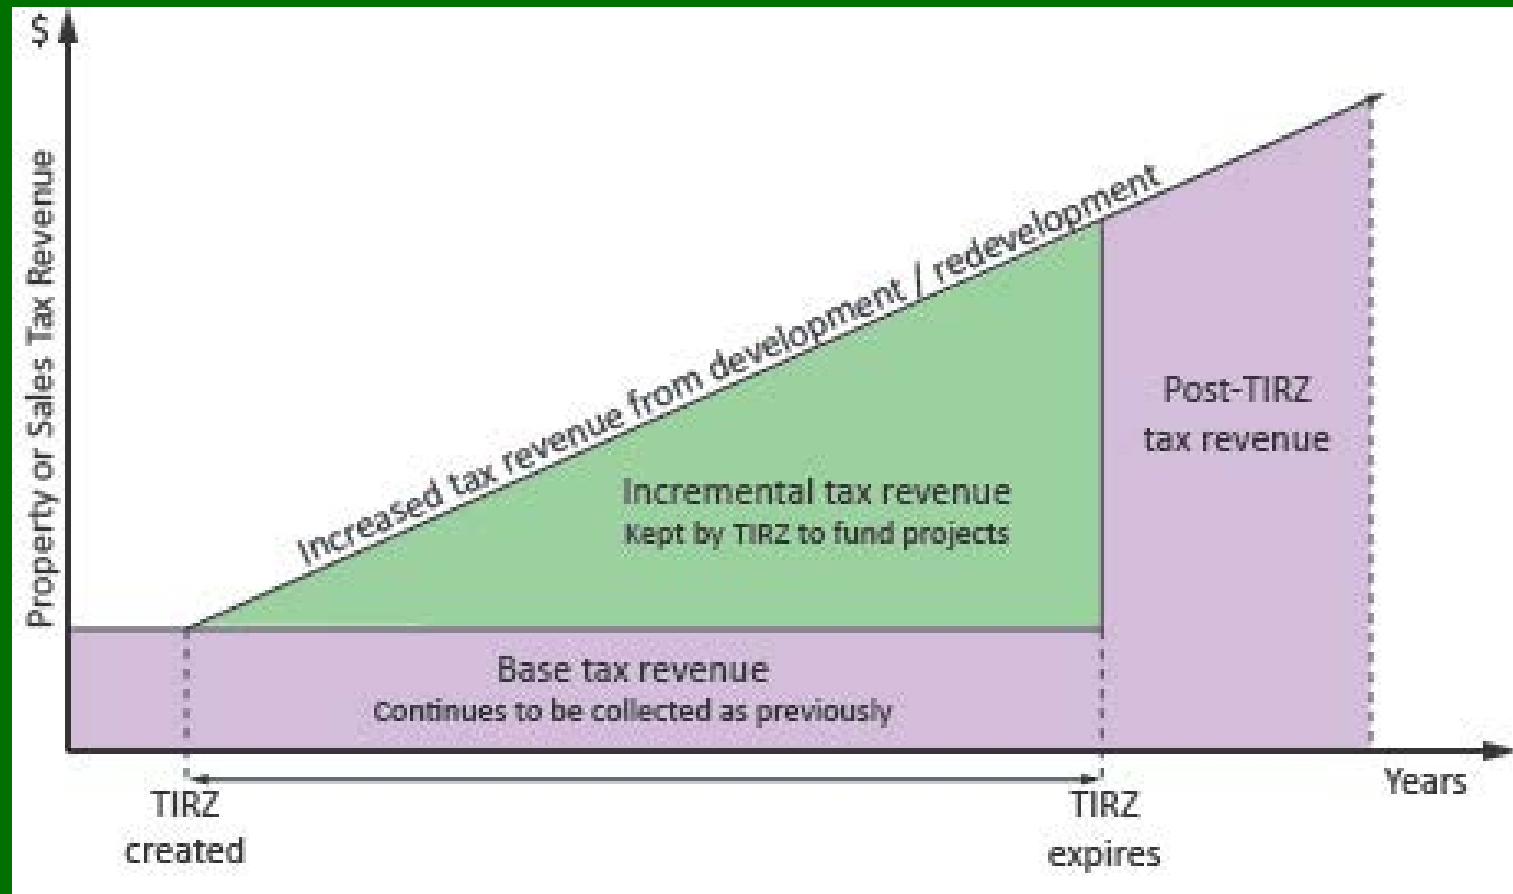 $
Property or Sales Tax Revenue
Increased tax revenue from development / redevelopment
Post-TIRZ
tax revenue
Incremental tax revenue
Kept by TIRZ to fund projects
Base tax revenue
Continues to be collected as previously
Years
TIRZ
created
TIRZ
expires